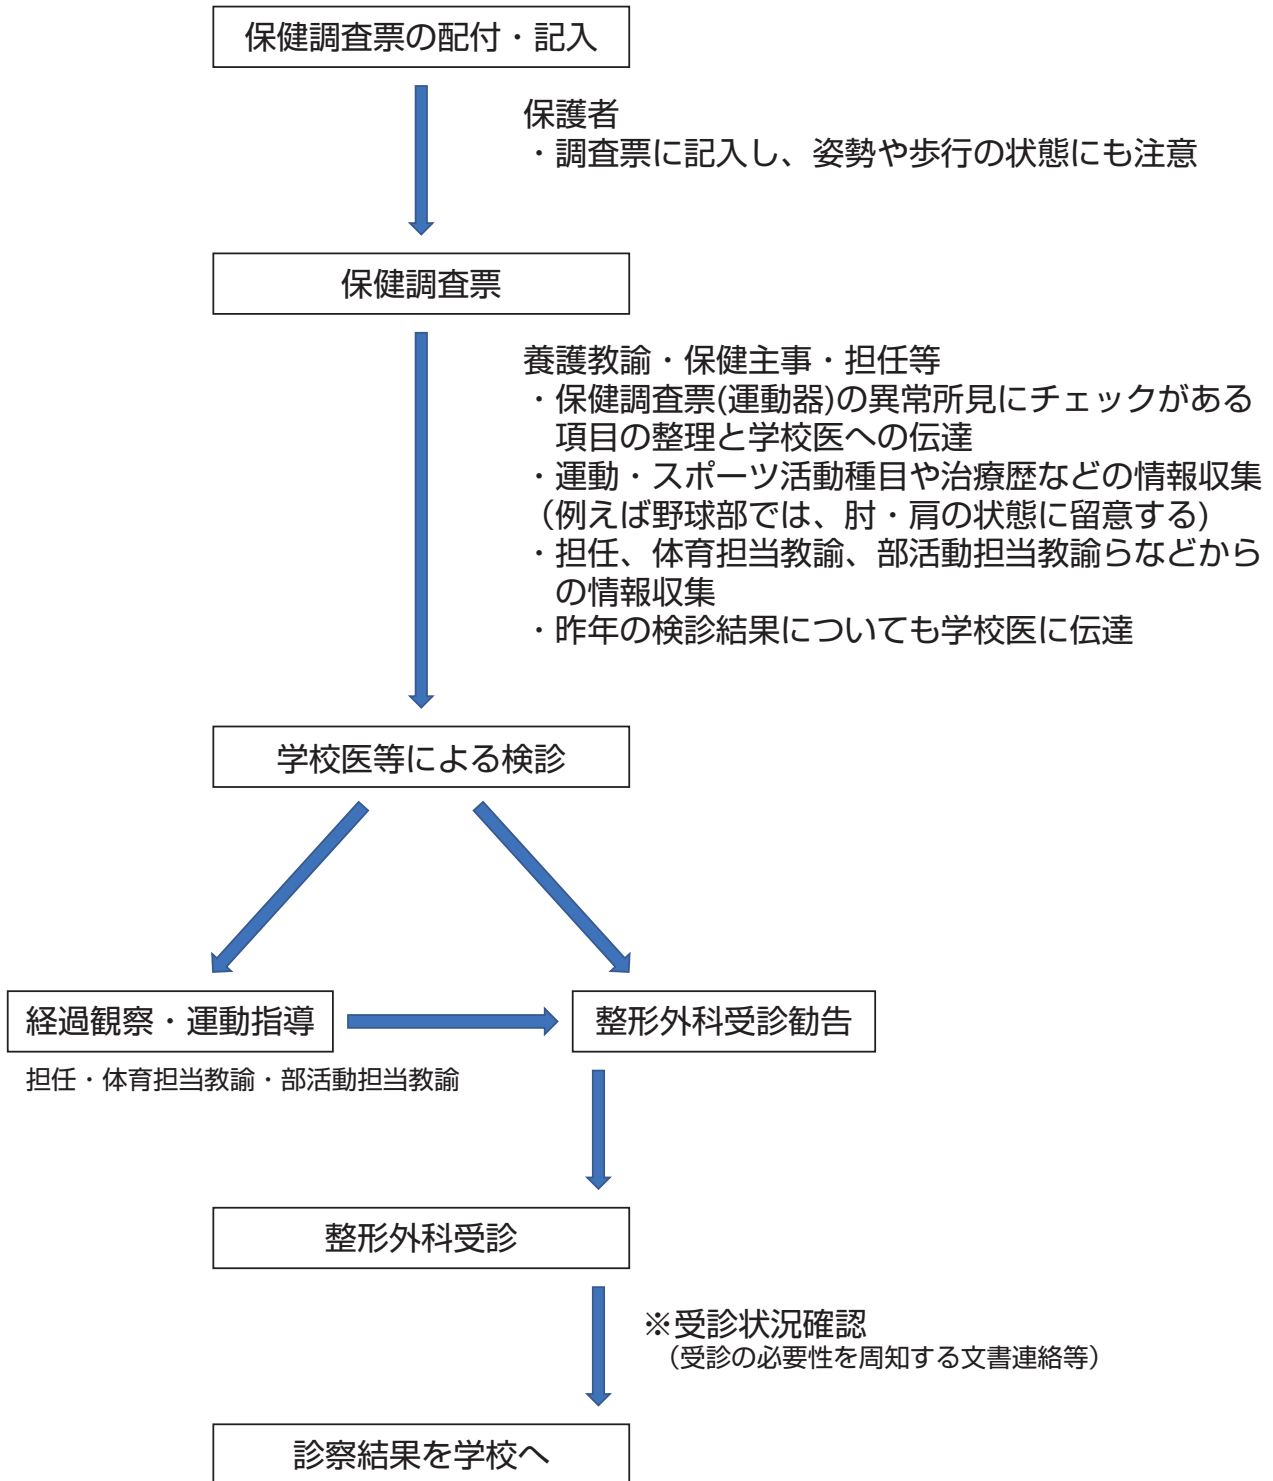 保健調査票の配付・記入
保護者
・調査票に記入し、姿勢や歩行の状態にも注意
保健調査票
養護教諭・保健主事・担任等
・保健調査票(運動器)の異常所見にチェックがある
項目の整理と学校医への伝達
・運動・スポーツ活動種目や治療歴などの情報収集
（例えば野球部では、肘・肩の状態に留意する)
・担任、体育担当教諭、部活動担当教諭らなどから
の情報収集
・昨年の検診結果についても学校医に伝達
学校医等による検診
経過観察・運動指導
整形外科受診勧告
担任・体育担当教諭・部活動担当教諭
整形外科受診
※受診状況確認
（受診の必要性を周知する文書連絡等）
診察結果を学校へ